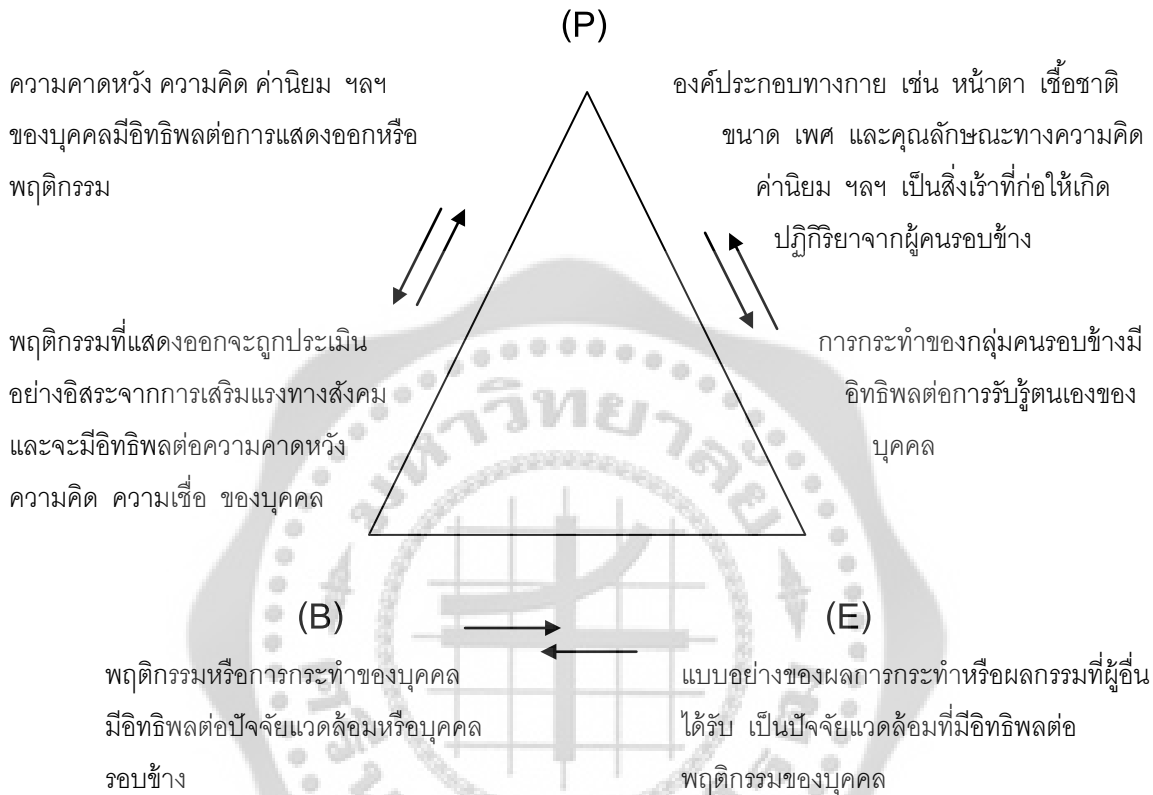 (P)
ความคาดหวัง ความคิด ค่านิยม ฯลฯ
ของบุคคลมีอิทธิพลต่อการแสดงออกหรือ
พฤติกรรม
องค์ประกอบทางกาย เช่น หน้าตา เชื้อชาติ
ขนาด เพศ และคุณลักษณะทางความคิด
ค่านิยม ฯลฯ เป็นสิ่งเร้าที่ก่อให้เกิด
ปฏิกิริยาจากผู้คนรอบข้าง
พฤติกรรมที่แสดงออกจะถูกประเมิน
อย่างอิสระจากการเสริมแรงทางสังคม
และจะมีอิทธิพลต่อความคาดหวัง
ความคิด ความเชื่อ ของบุคคล
การกระทำของกลุ่มคนรอบข้างมี
อิทธิพลต่อการรับรู้ตนเองของ
บุคคล
มหาวิทยาลัย
(B)
พฤติกรรมหรือการกระทำของบุคคล
มีอิทธิพลต่อปัจจัยแวดล้อมหรือบุคคล
รอบข้าง
(E)
แบบอย่างของผลการกระทำหรือผลกรรมที่ผู้อื่น
ได้รับ เป็นปัจจัยแวดล้อมที่มีอิทธิพลต่อ
พฤติกรรมของบุคคล